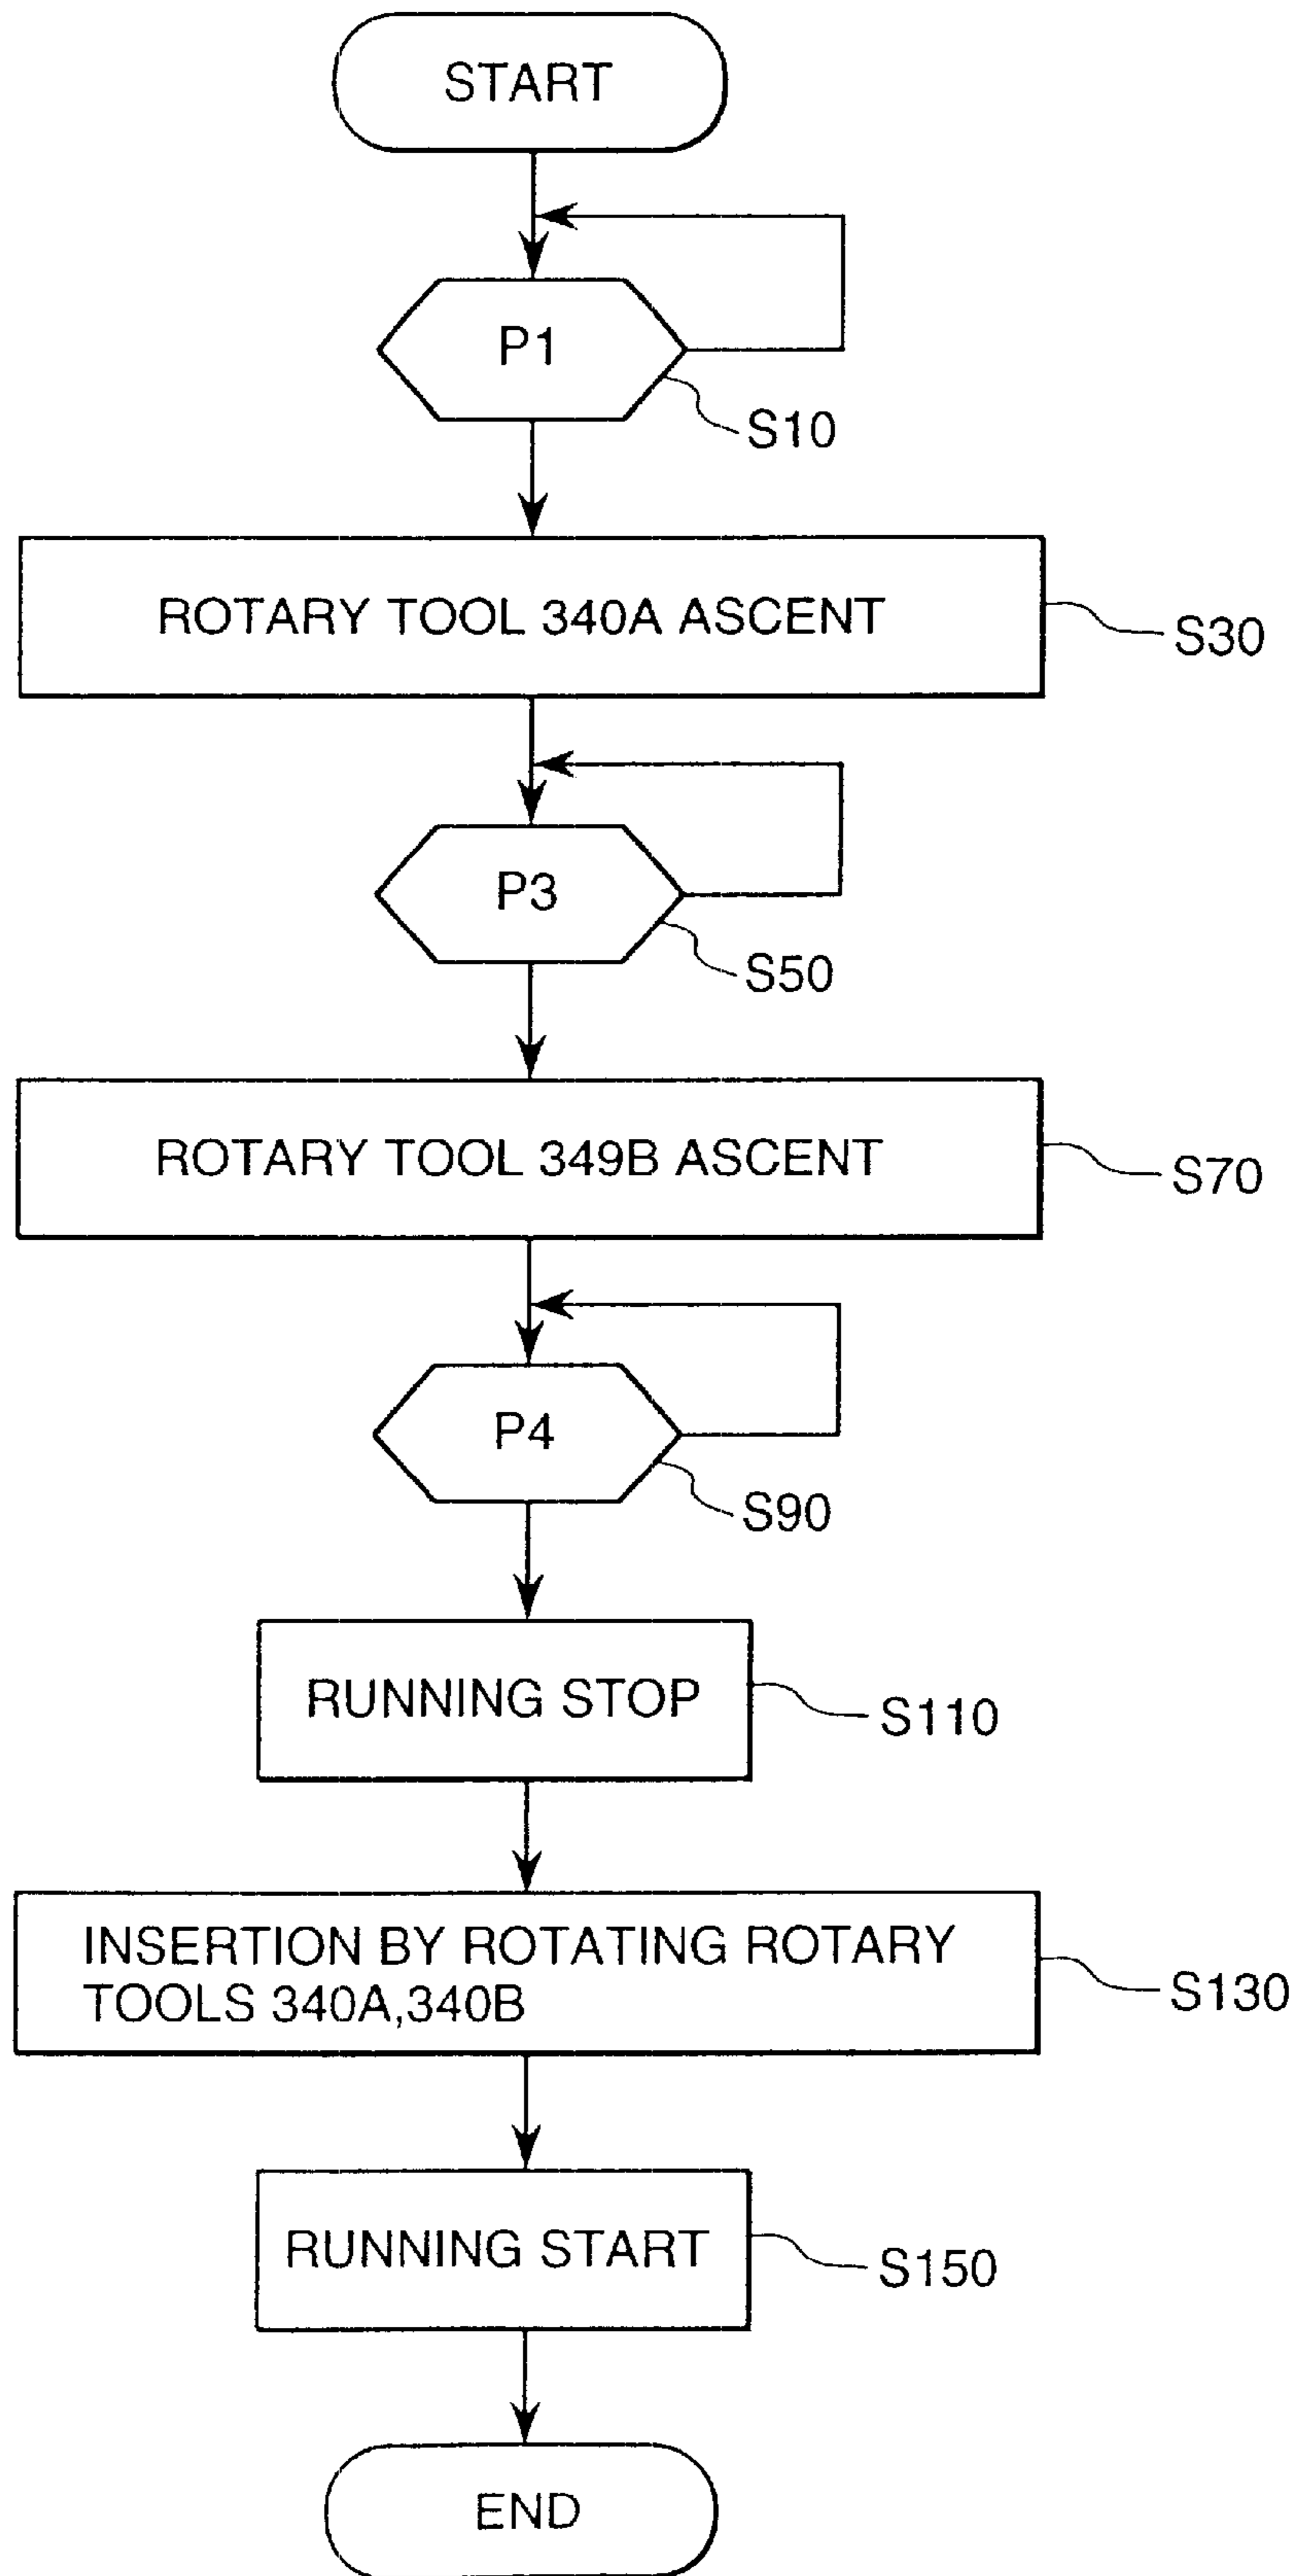 START
P1
S10
ROTARY TOOL 340A ASCENT
S30
P3
S50
ROTARY TOOL 349B ASCENT
S70
P4
S90
RUNNING STOP
S110
INSERTION BY ROTATING ROTARY
TOOLS 340A,340B
S130
RUNNING START
S150
END